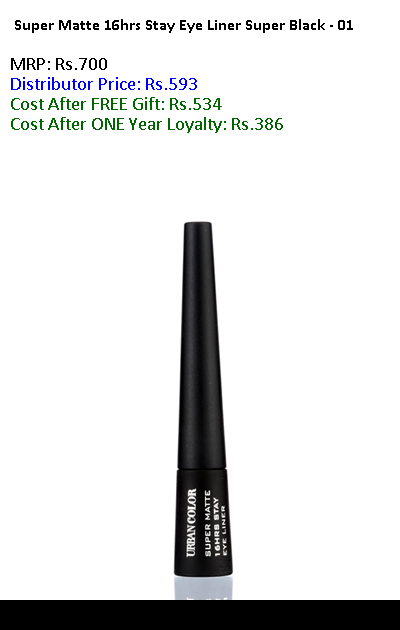 Super Matte 16hrs Stay Eye Liner Super Black - 01
MRP: Rs.700
Distributor Price: Rs.593
Cost After FREE Gift: Rs.534
Cost After ONE Year Loyalty: Rs.386
URBAN COLOR
SUPER MATTE
16HRS STAY
EYE LINER